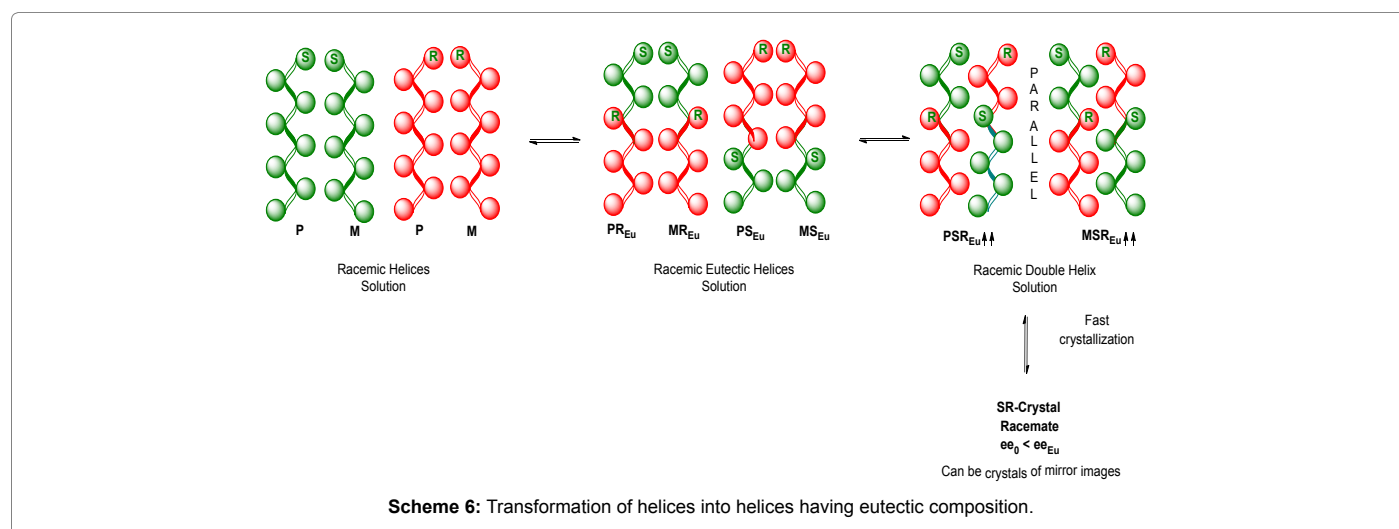 S S R R
P M P M
Racemic Helices
Solution
S S R R
R R
S S
PR_Eu MR_Eu PS_Eu MS_Eu
Racemic Eutectic Helices
Solution
S R S R
R S R S
P
A
R
A
L
L
E
L
PSR_Eu↑↑ MSR_Eu↑↑
Racemic Double Helix
Solution
Fast
crystallization
SR-Crystal
Racemate
ee₀ < ee_Eu
Can be crystals of mirror images
Scheme 6: Transformation of helices into helices having eutectic composition.